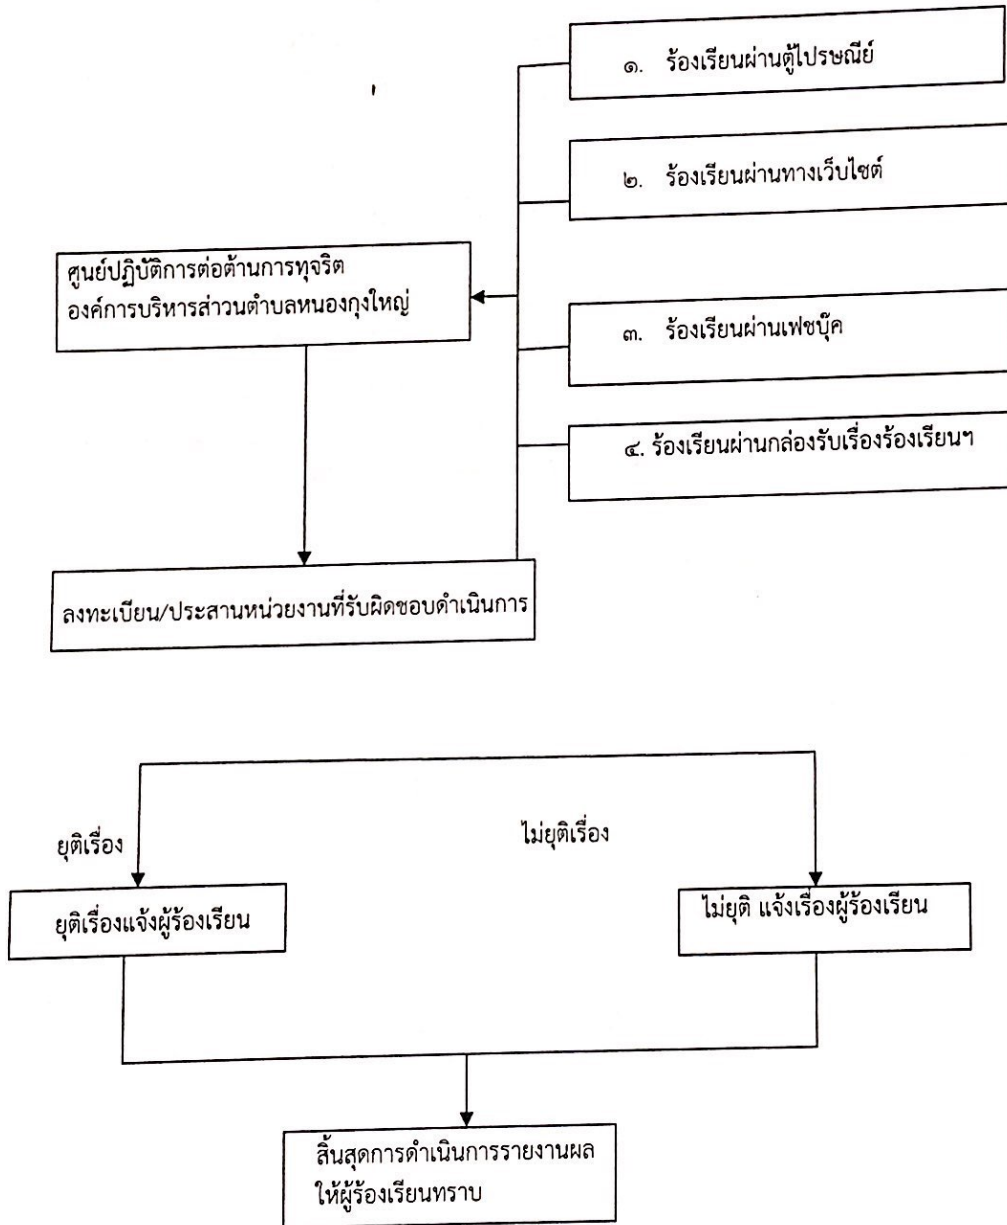 ๑. ร้องเรียนผ่านตู้ไปรษณีย์
๒. ร้องเรียนผ่านทางเว็บไซต์
ศูนย์ปฏิบัติการต่อต้านการทุจริต
องค์การบริหารส่าวนตำบลหนองกุงใหญ่
๓. ร้องเรียนผ่านเฟซบุ๊ค
๔. ร้องเรียนผ่านกล่องรับเรื่องร้องเรียนฯ
ลงทะเบียน/ประสานหน่วยงานที่รับผิดชอบดำเนินการ
ยุติเรื่อง
ไม่ยุติเรื่อง
ยุติเรื่องแจ้งผู้ร้องเรียน
ไม่ยุติ แจ้งเรื่องผู้ร้องเรียน
สิ้นสุดการดำเนินการรายงานผล
ให้ผู้ร้องเรียนทราบ